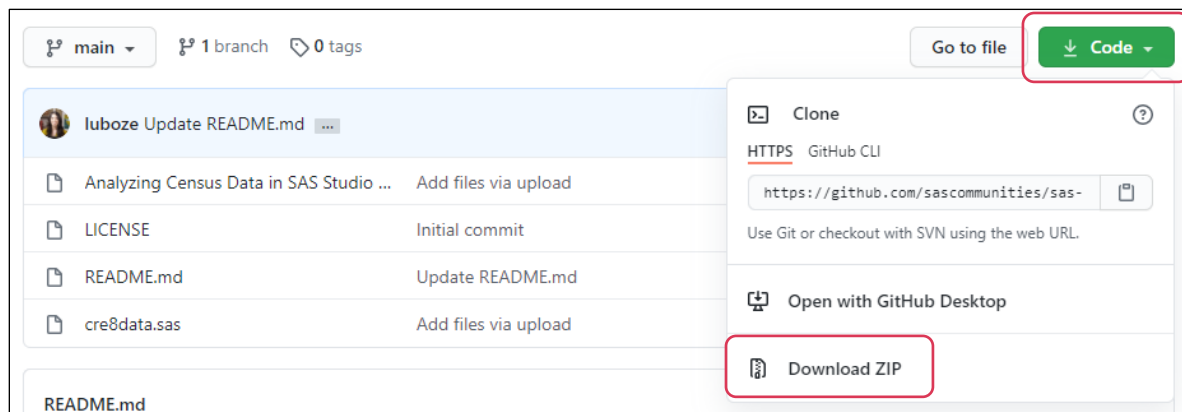 main 1 branch 0 tags Go to file Code
luboze Update README.md ...
Analyzing Census Data in SAS Studio ... Add files via upload
LICENSE Initial commit
README.md Update README.md
cre8data.sas Add files via upload
README.md
Clone
HTTPS GitHub CLI
https://github.com/sascommunities/sas-
Use Git or checkout with SVN using the web URL.
Open with GitHub Desktop
Download ZIP